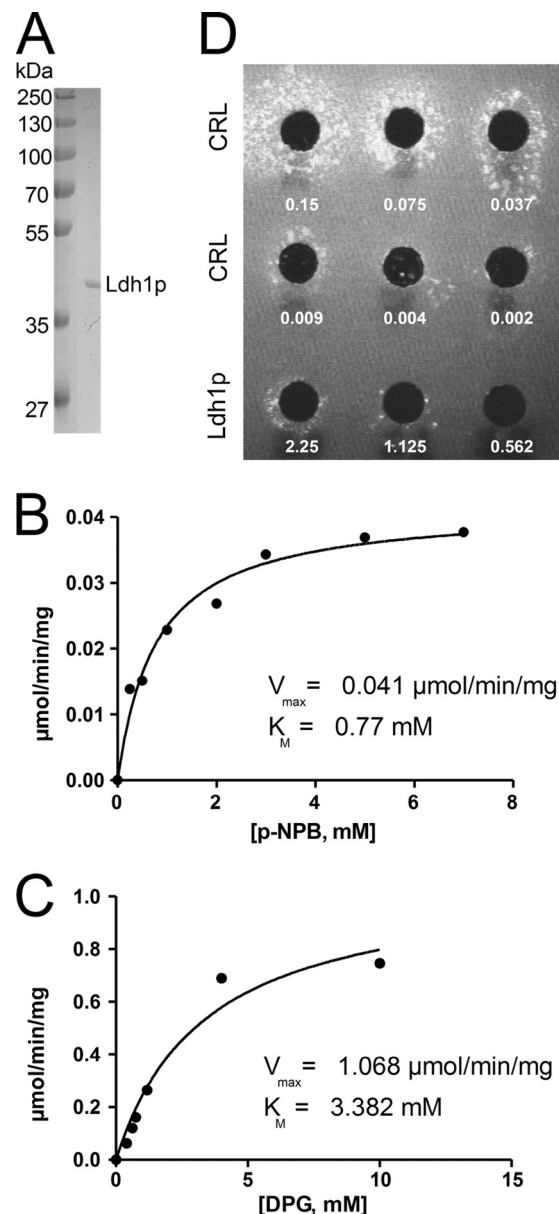 A
kDa
250
130
100
70
55
35
27
Ldh1p
D
CRL
0.15 0.075 0.037
CRL
0.009 0.004 0.002
Ldh1p
2.25 1.125 0.562
B
µmol/min/mg
0.04
0.03
0.02
0.01
0.00
0 2 4 6 8
[p-NPB, mM]
Vmax = 0.041 µmol/min/mg
KM = 0.77 mM
C
µmol/min/mg
1.0
0.8
0.6
0.4
0.2
0.0
0 5 10 15
[DPG, mM]
Vmax = 1.068 µmol/min/mg
KM = 3.382 mM